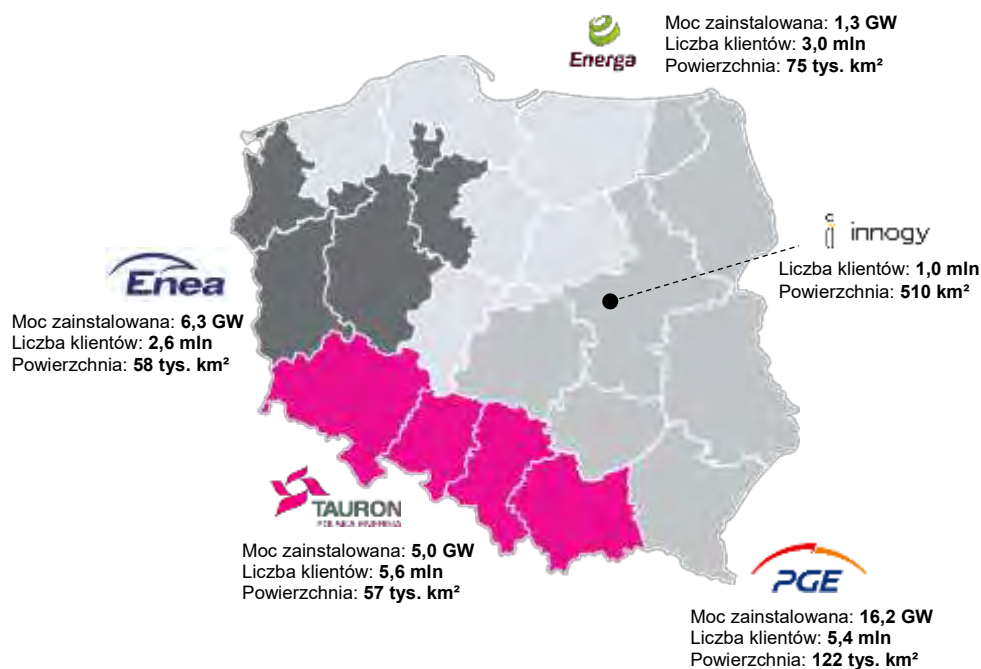 Energa
Moc zainstalowana: 1,3 GW
Liczba klientów: 3,0 mln
Powierzchnia: 75 tys. km²
innogy
Liczba klientów: 1,0 mln
Powierzchnia: 510 km²
Enea
Moc zainstalowana: 6,3 GW
Liczba klientów: 2,6 mln
Powierzchnia: 58 tys. km²
TAURON
POLSKA ENERGIA
Moc zainstalowana: 5,0 GW
Liczba klientów: 5,6 mln
Powierzchnia: 57 tys. km²
PGE
Moc zainstalowana: 16,2 GW
Liczba klientów: 5,4 mln
Powierzchnia: 122 tys. km²